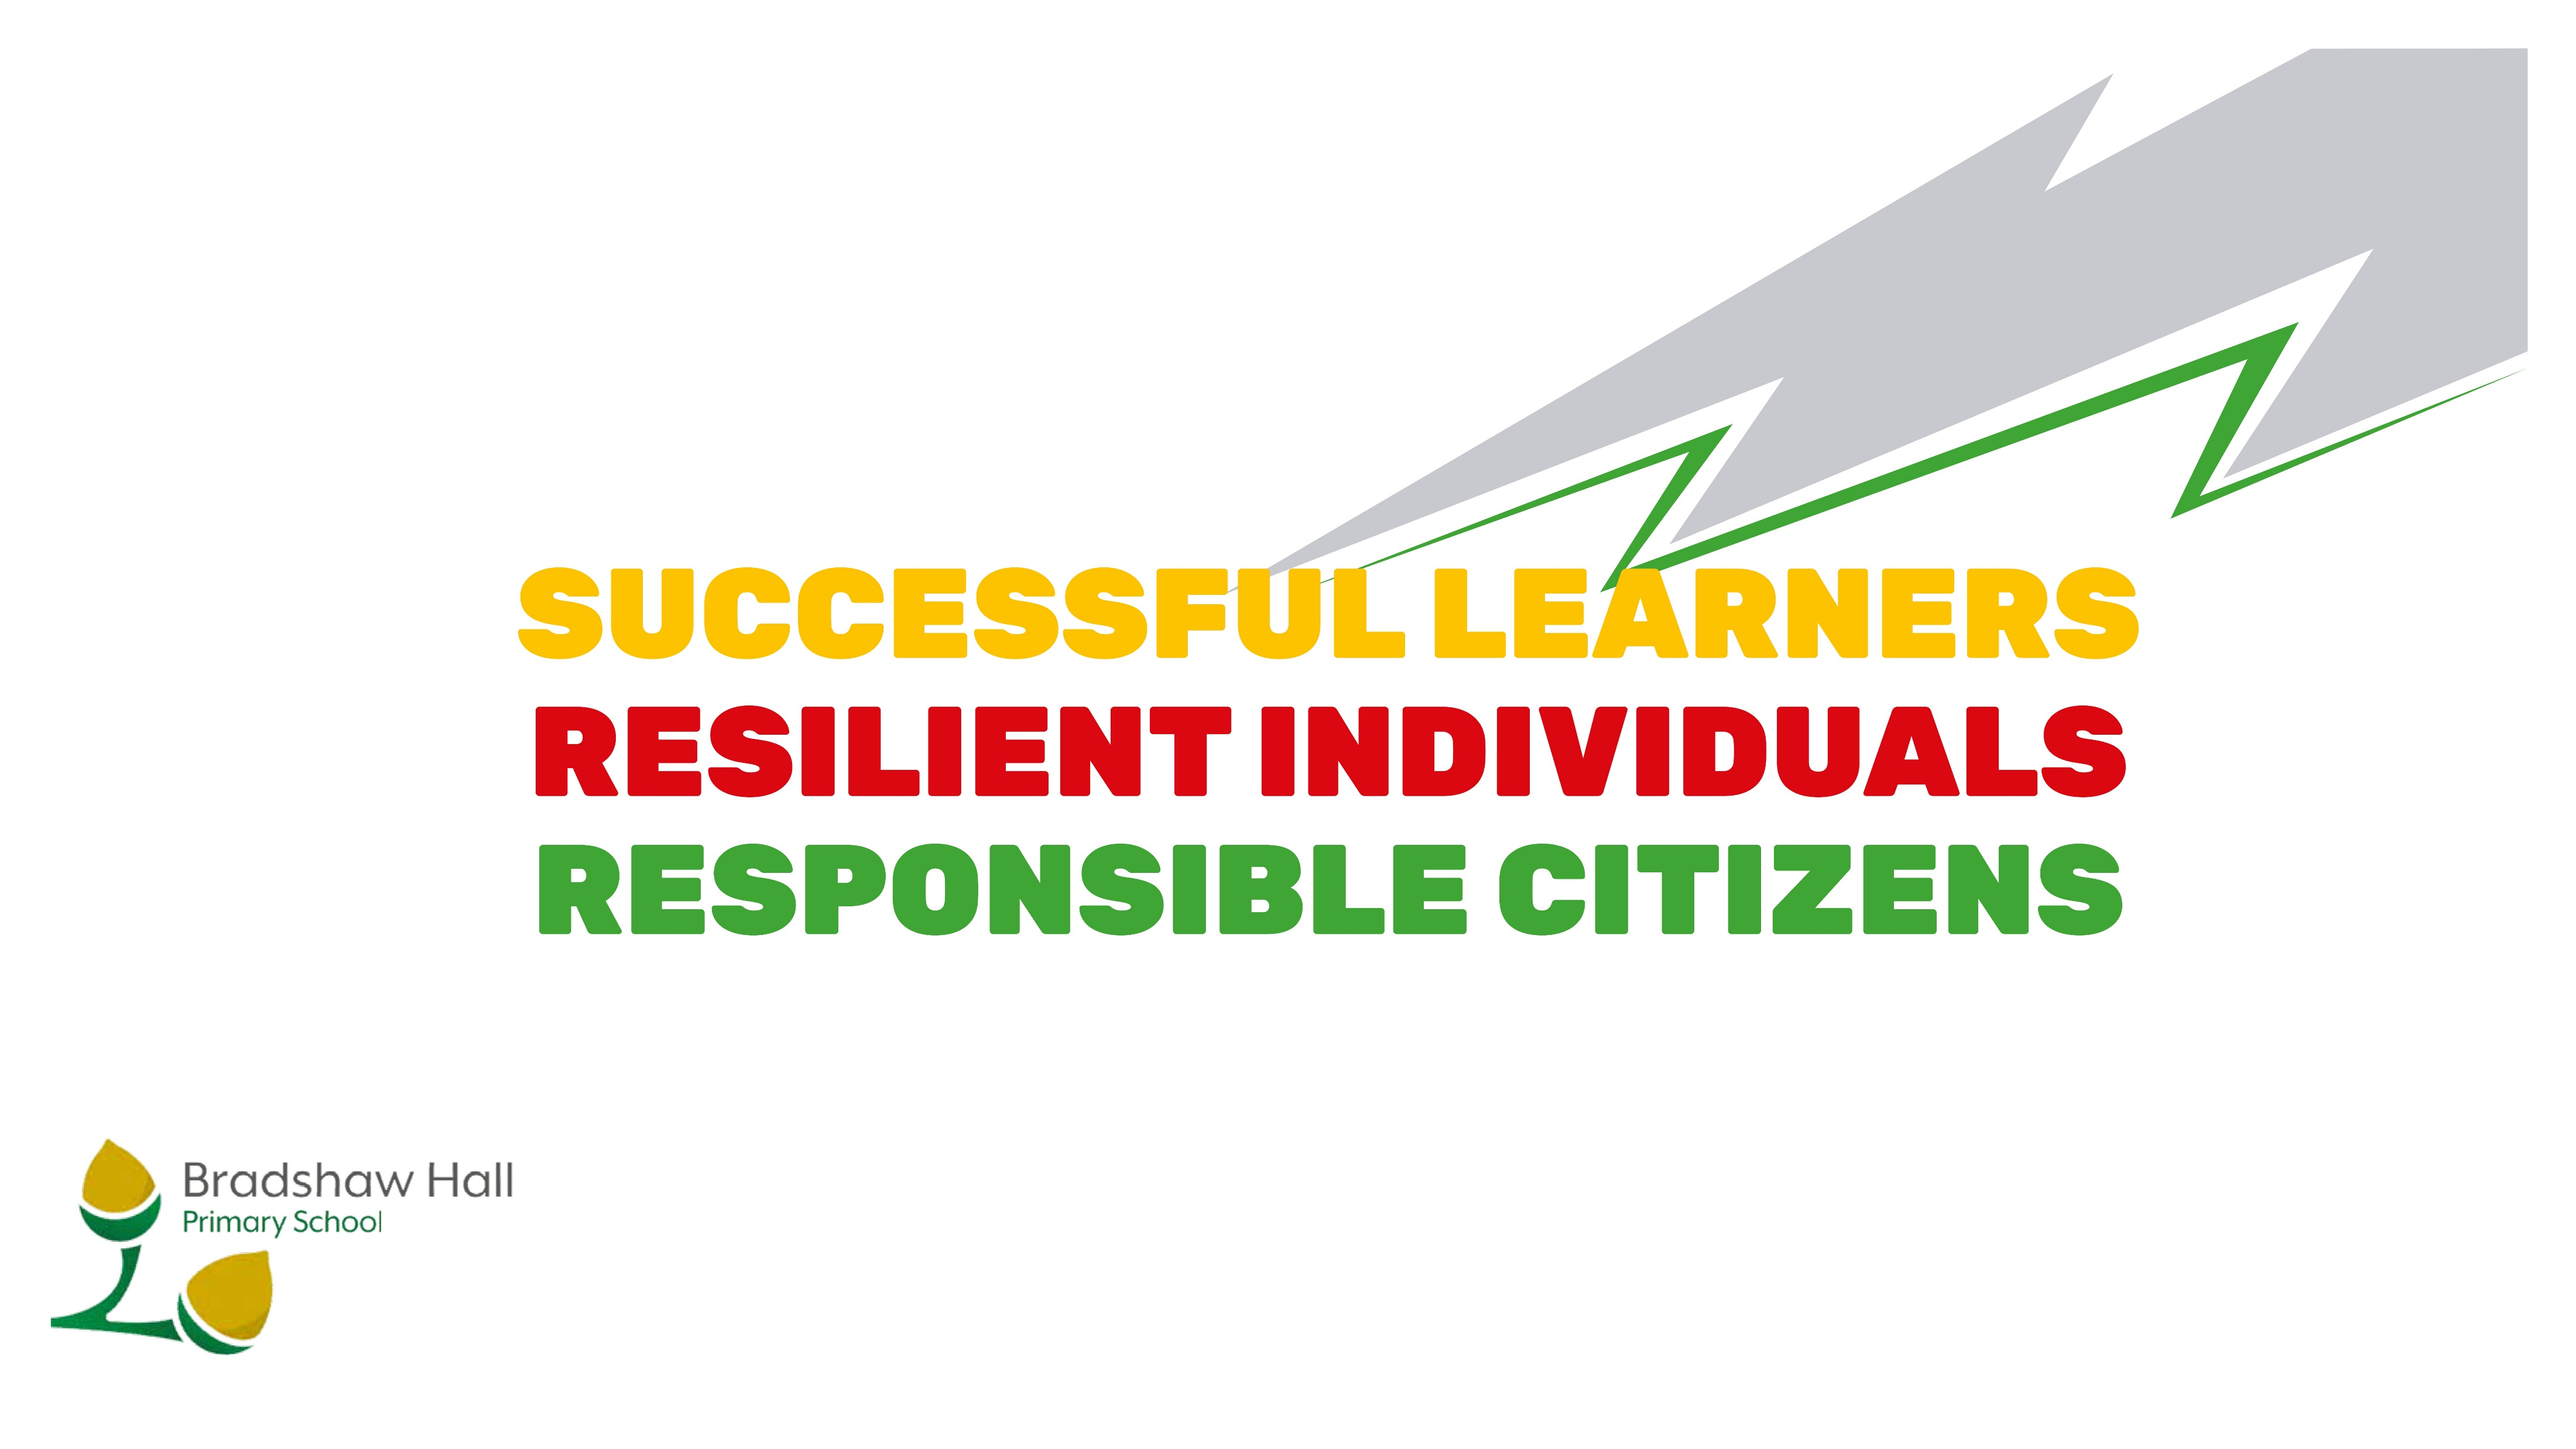 SUCCESSFUL LEARNERS
RESILIENT INDIVIDUALS
RESPONSIBLE CITIZENS
Bradshaw Hall
Primary School